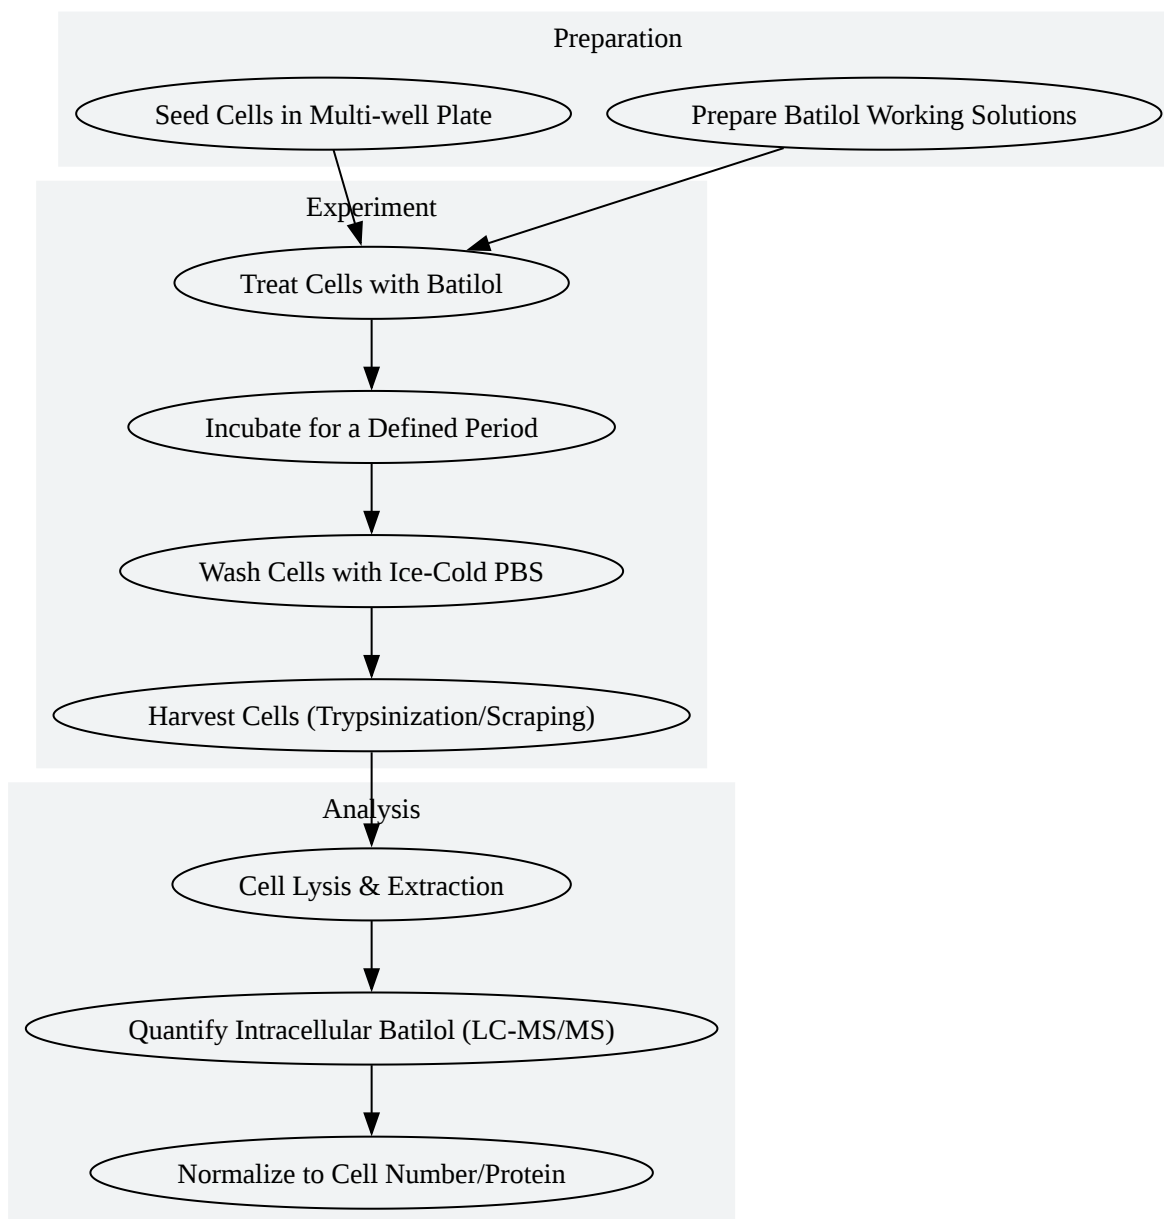 Preparation
Seed Cells in Multi-well Plate
Prepare Batilol Working Solutions
Experiment
Treat Cells with Batilol
Incubate for a Defined Period
Wash Cells with Ice-Cold PBS
Harvest Cells (Trypsinization/Scraping)
Analysis
Cell Lysis & Extraction
Quantify Intracellular Batilol (LC-MS/MS)
Normalize to Cell Number/Protein